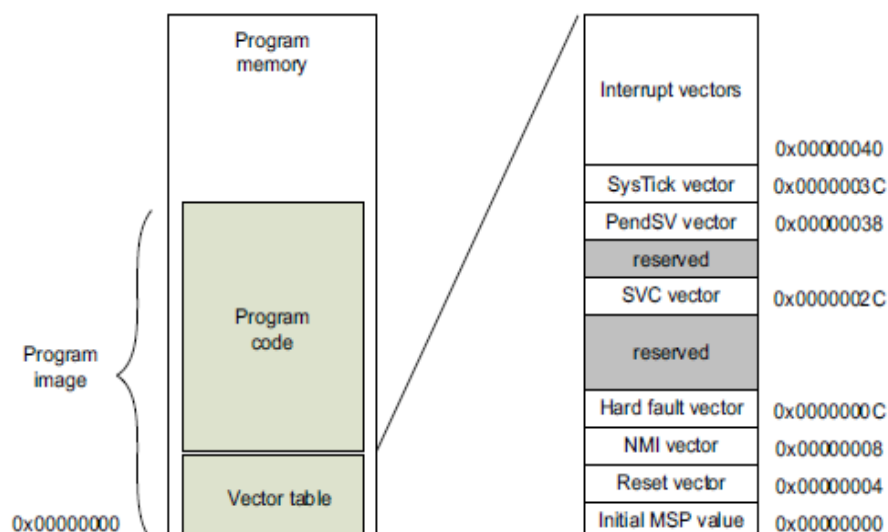 Program
memory
Program
code
Program
image
Vector table
0x00000000
Interrupt vectors
0x00000040
SysTick vector 0x0000003C
PendSV vector 0x00000038
reserved
SVC vector 0x0000002C
reserved
Hard fault vector 0x0000000C
NMI vector 0x00000008
Reset vector 0x00000004
Initial MSP value 0x00000000